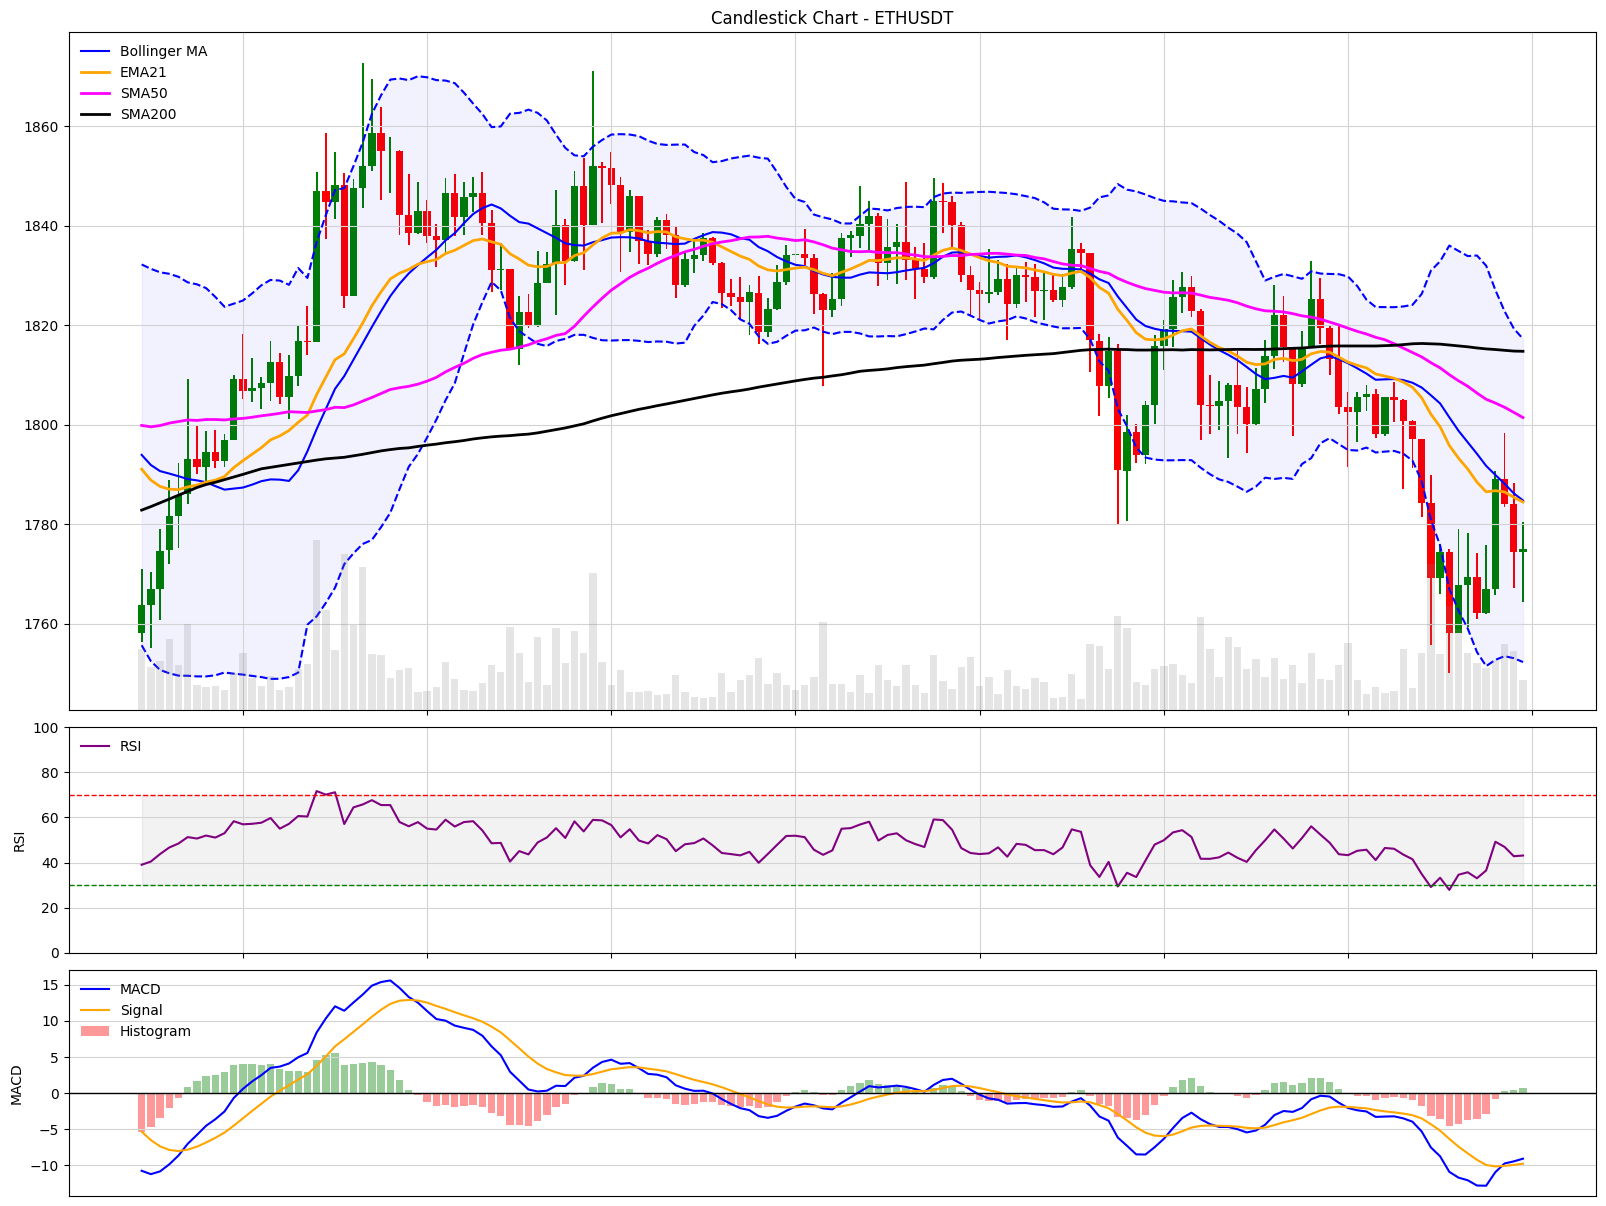 Candlestick Chart - ETHUSDT
Bollinger MA
EMA21
SMA50
SMA200
1860
1840
1820
1800
1780
1760
RSI
100
80
60
40
20
0
RSI
MACD
Signal
Histogram
15
10
5
0
−5
−10
MACD